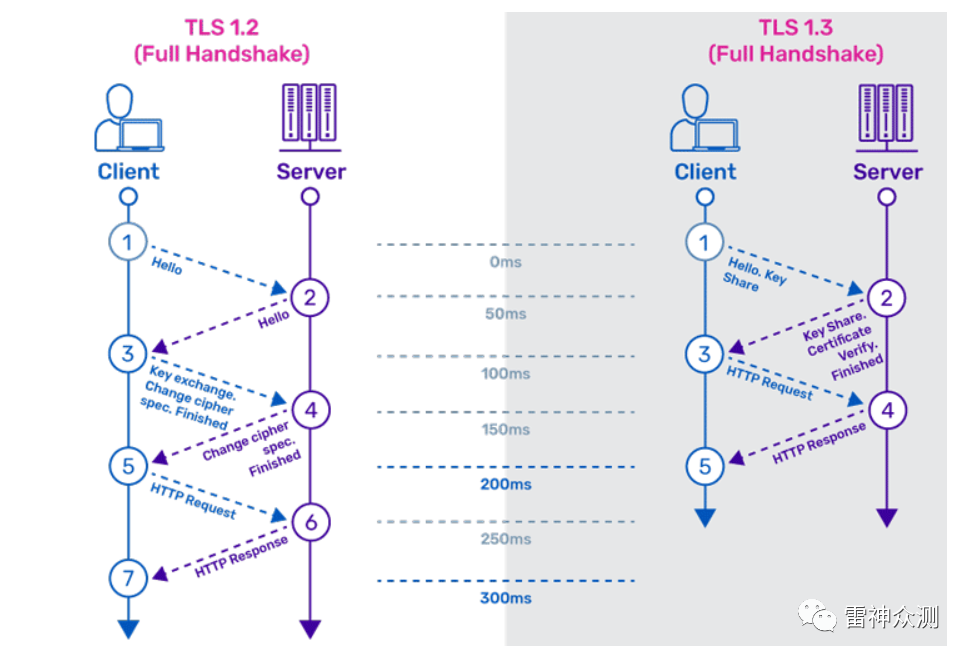 TLS 1.2
(Full Handshake)
Client
Server
1
Hello
2
Hello
3
Key exchange.
Change cipher
spec. Finished
4
Change cipher
spec.
Finished
5
HTTP Request
6
HTTP Response
7
0ms
50ms
100ms
150ms
200ms
250ms
300ms
TLS 1.3
(Full Handshake)
Client
Server
1
Hello. Key
Share
2
Key Share.
Certificate
Verify.
Finished
3
HTTP Request
4
HTTP Response
5
雷神众测